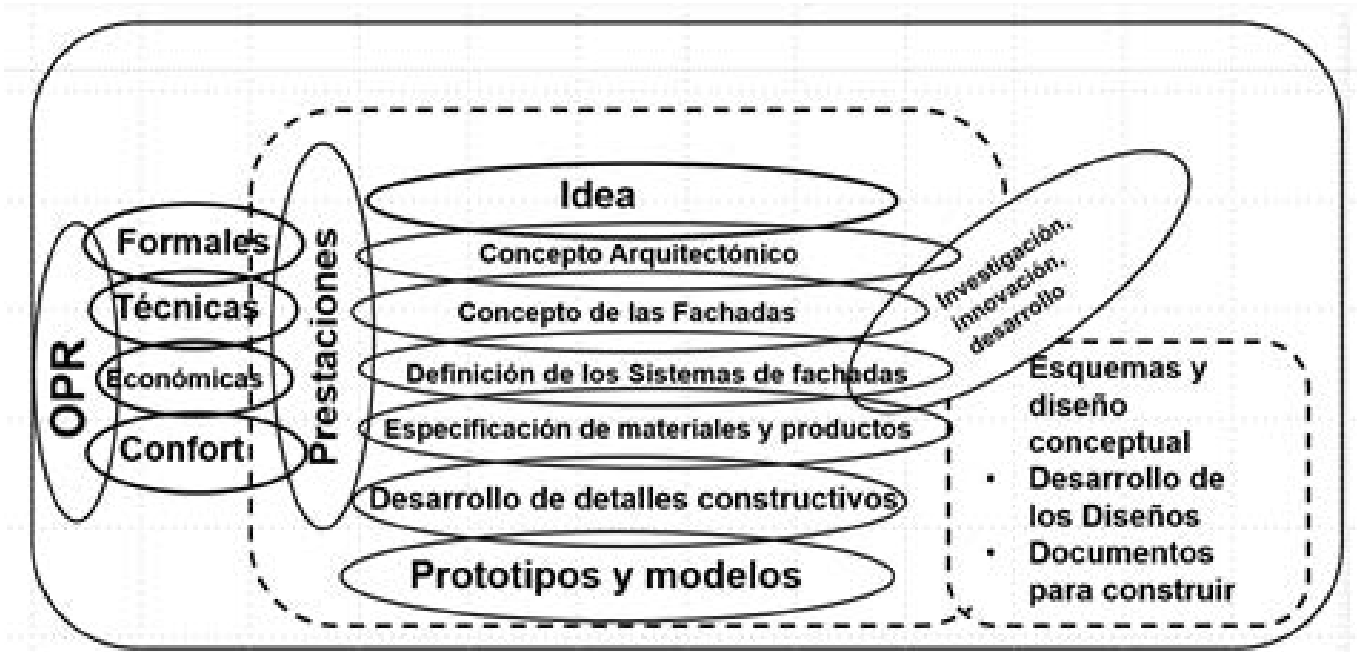 OPR
Formales
Técnicas
Económicas
Confort
Prestaciones
Idea
Concepto Arquitectónico
Concepto de las Fachadas
Definición de los Sistemas de fachadas
Especificación de materiales y productos
Desarrollo de detalles constructivos
Prototipos y modelos
Investigación,
innovación,
desarrollo
Esquemas y
diseño
conceptual
• Desarrollo de
los Diseños
• Documentos
para construir